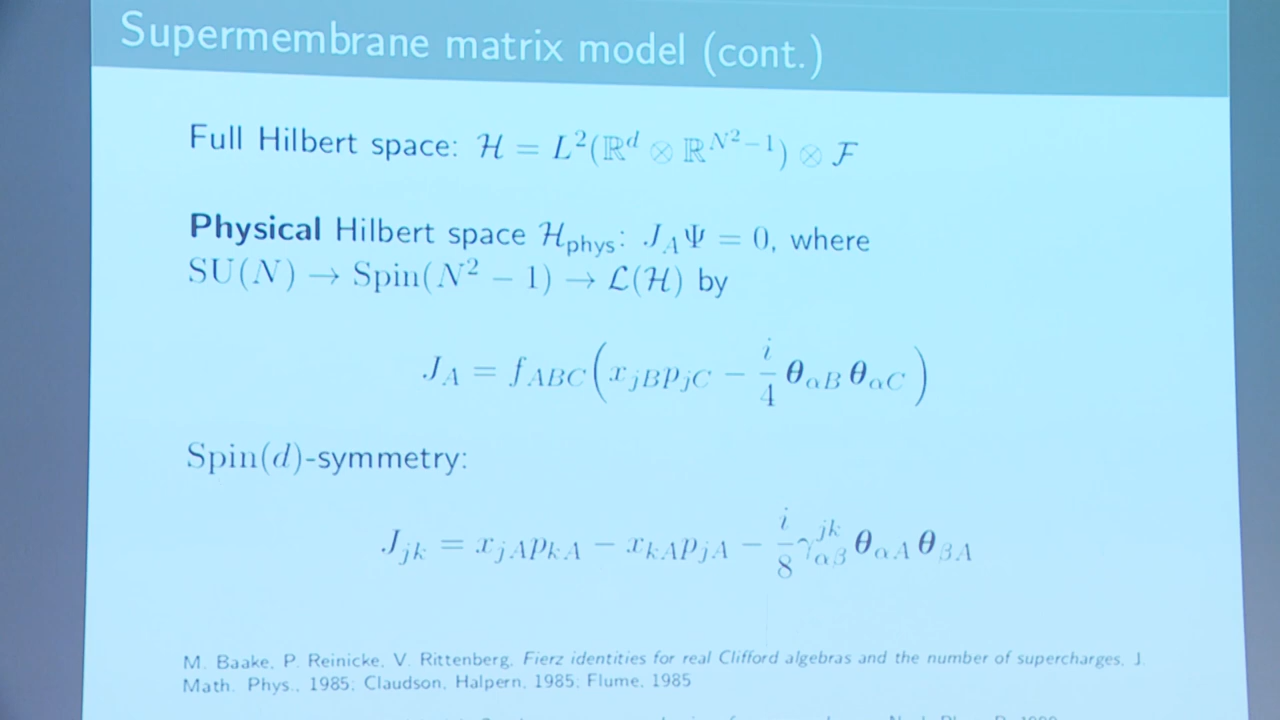 Supermembrane matrix model (cont.)
Full Hilbert space: ℋ = L²(ℝᵈ ⊗ ℝ^{N²−1}) ⊗ ℱ
Physical Hilbert space ℋ_phys: J_AΨ = 0, where
SU(N) → Spin(N² − 1) → ℒ(ℋ) by
J_A = f_{ABC}(x_{jB}p_{jC} − i/4 θ_{αB}θ_{αC})
Spin(d)-symmetry:
J_{jk} = x_{jA}p_{kA} − x_{kA}p_{jA} − i/8 γ^{jk}_{αβ}θ_{αA}θ_{βA}
M. Baake, P. Reinicke, V. Rittenberg, Fierz identities for real Clifford algebras and the number of supercharges, J.
Math. Phys., 1985; Claudson, Halpern, 1985; Flume, 1985